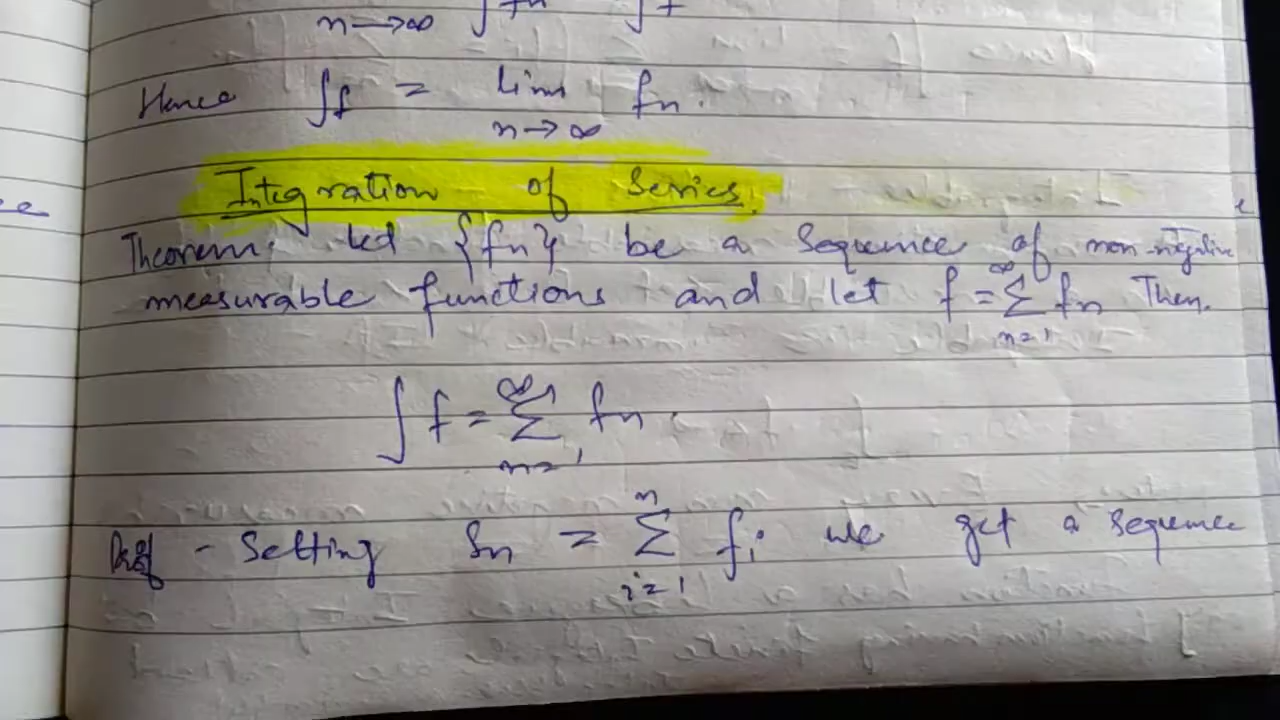 n→∞ ∫fn ∫f
Hence ∫f = lim fn.
n→∞
Integration of Series.
Theorem, let {fn} be a Sequence of non-negative
measurable functions and let f = ∑ fn Then.
∞
n=1
∫ f = ∑ fn.
∞
n=1
Proof - Setting Sn = ∑ fi we get a Sequence
n
i=1